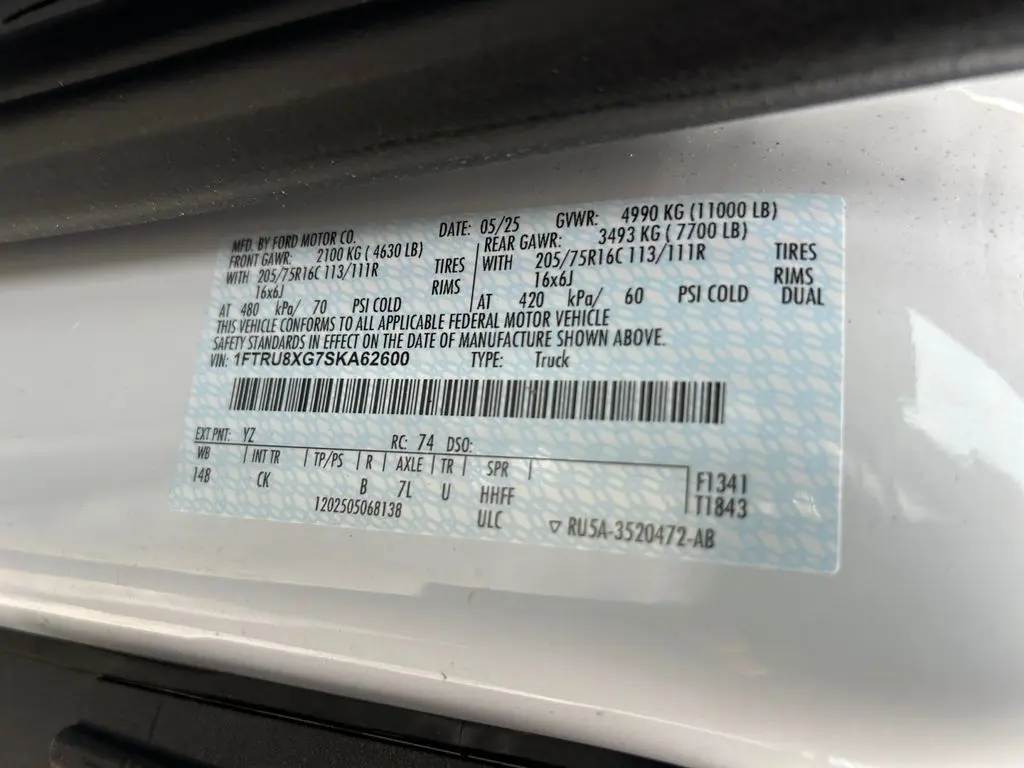 MFD. BY FORD MOTOR CO. DATE: 05/25 GVWR: 4990 KG (11000 LB)
FRONT GAWR: 2100 KG ( 4630 LB) REAR GAWR: 3493 KG ( 7700 LB)
WITH 205/75R16C 113/111R TIRES WITH 205/75R16C 113/111R TIRES
16x6J RIMS 16x6J RIMS
AT 480 kPa/ 70 PSI COLD AT 420 kPa/ 60 PSI COLD DUAL
THIS VEHICLE CONFORMS TO ALL APPLICABLE FEDERAL MOTOR VEHICLE
SAFETY STANDARDS IN EFFECT ON THE DATE OF MANUFACTURE SHOWN ABOVE.
VIN: 1FTRU8XG7SKA62600 TYPE: Truck
EXT PNT: YZ RC: 74 DSO:
WB INT TR TP/PS R AXLE TR SPR
148 CK B 7L U HHFF F1341
1202505068138 ULC T1843
▽ RU5A-3520472-AB